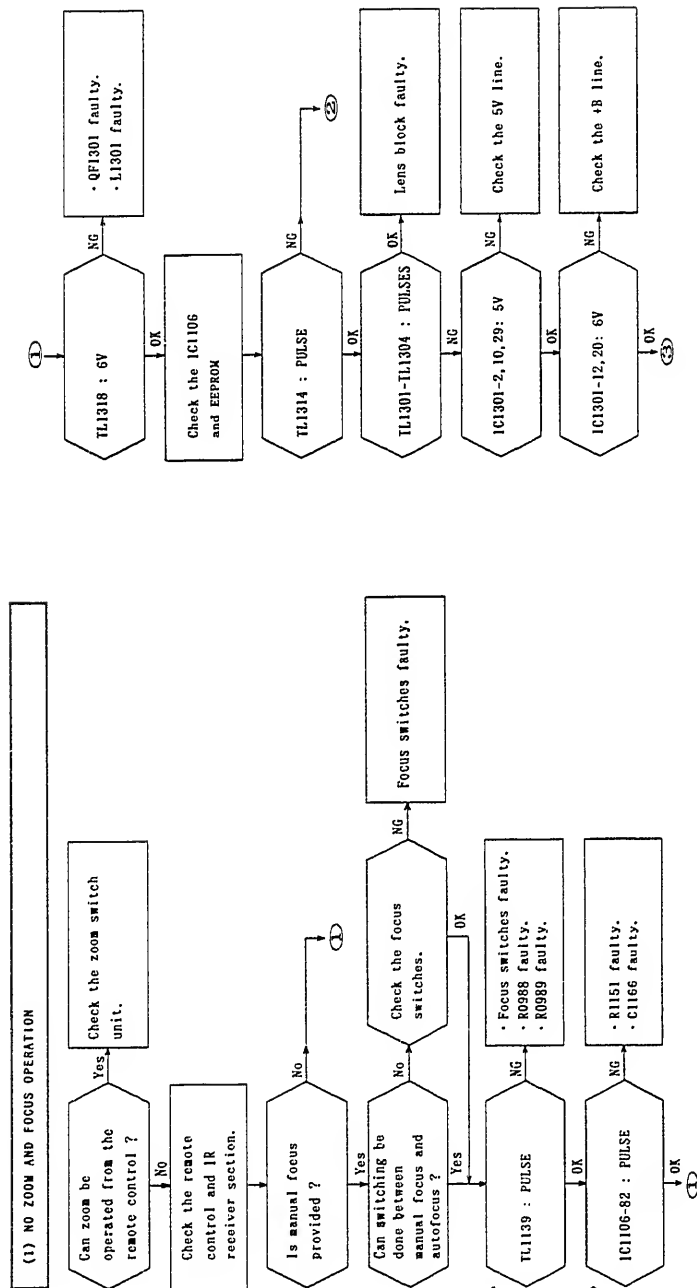 (1) NO ZOOM AND FOCUS OPERATION
Can zoom be
operated from the
remote control ?
Yes
Check the zoom switch
unit.
No
Check the remote
control and IR
receiver section.
Is manual focus
provided ?
No
①
Yes
Can switching be
done between
manual focus and
autofocus ?
No
Check the focus
switches.
NG
Focus switches faulty.
OK
Yes
TL1139 : PULSE
NG
· Focus switches faulty.
· R0988 faulty.
· R0989 faulty.
OK
IC1106-82 : PULSE
NG
· R1151 faulty.
· C1166 faulty.
OK
①
①
TL1318 : 6V
NG
· QF1301 faulty.
· L1301 faulty.
OK
Check the IC1106
and EEPROM
TL1314 : PULSE
NG
②
OK
TL1301-TL1304 : PULSES
OK
Lens block faulty.
NG
IC1301-2,10,29: 5V
NG
Check the 5V line.
OK
IC1301-12,20: 6V
NG
Check the +B line.
OK
③